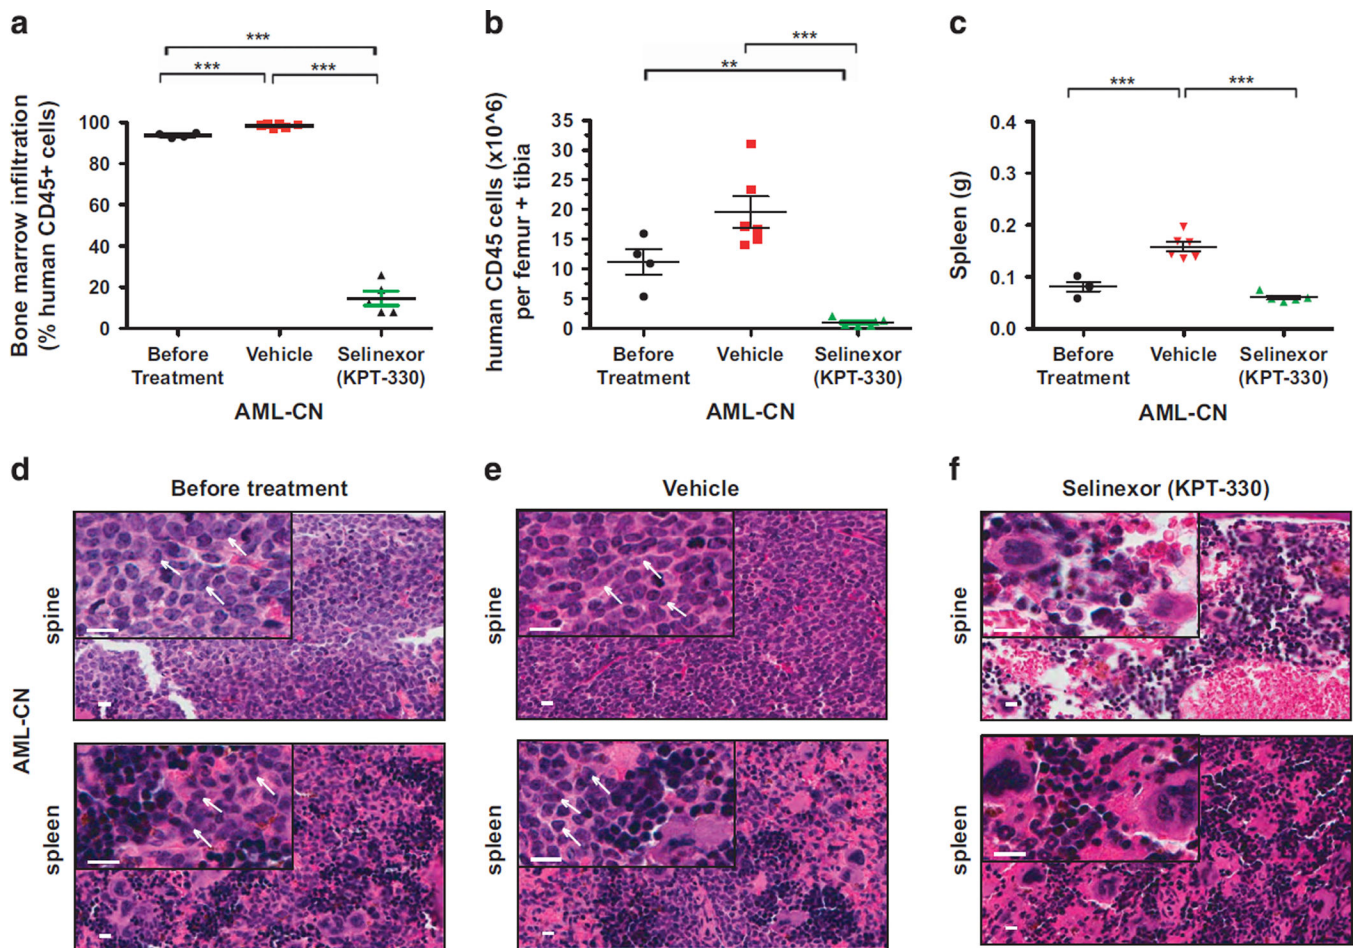 a
***
***
***
Bone marrow infiltration
(% human CD45+ cells)
100
80
60
40
20
0
Before
Treatment
Vehicle
Selinexor
(KPT-330)
AML-CN
b
***
**
human CD45 cells (x10^6)
per femur + tibia
35
30
25
20
15
10
5
0
Before
Treatment
Vehicle
Selinexor
(KPT-330)
AML-CN
c
***
***
Spleen (g)
0.4
0.3
0.2
0.1
0.0
Before
Treatment
Vehicle
Selinexor
(KPT-330)
AML-CN
d
Before treatment
e
Vehicle
f
Selinexor (KPT-330)
AML-CN
spine
spine
spine
spleen
spleen
spleen